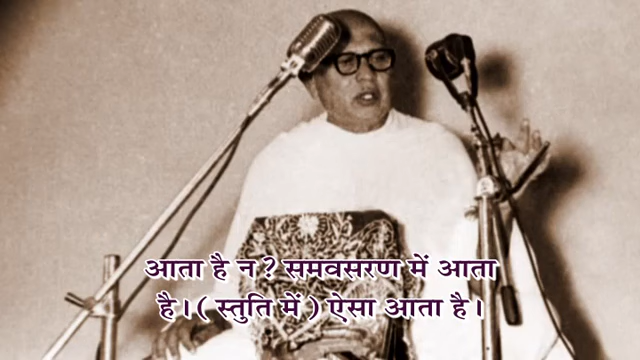 आता है न ? समवसरण में आता
है। ( स्तुति में ) ऐसा आता है।